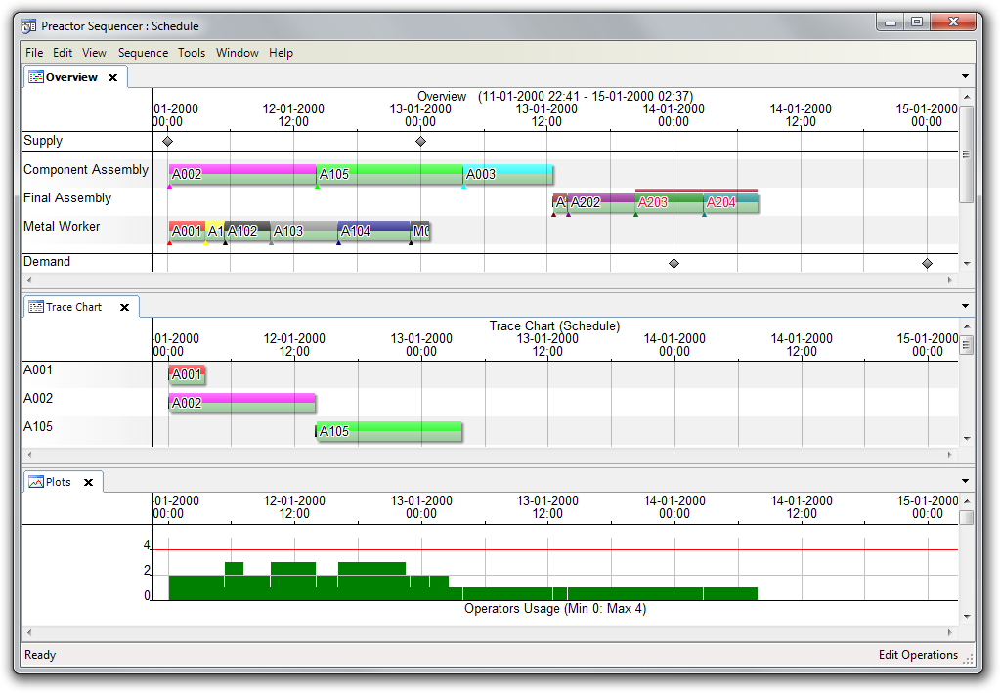 Preactor Sequencer : Schedule
File Edit View Sequence Tools Window Help
Overview
Overview (11-01-2000 22:41 - 15-01-2000 02:37)
01-2000 12-01-2000 13-01-2000 13-01-2000 14-01-2000 14-01-2000 15-01-2000
00:00 12:00 00:00 12:00 00:00 12:00 00:00
Supply
Component Assembly A002 A105 A003
Final Assembly A A202 A203 A204
Metal Worker A001 A1 A102 A103 A104 M0
Demand
Trace Chart
Trace Chart (Schedule)
-01-2000 12-01-2000 13-01-2000 13-01-2000 14-01-2000 14-01-2000 15-01-2000
00:00 12:00 00:00 12:00 00:00 12:00 00:00
A001 A001
A002 A002
A105 A105
Plots
-01-2000 12-01-2000 13-01-2000 13-01-2000 14-01-2000 14-01-2000 15-01-2000
00:00 12:00 00:00 12:00 00:00 12:00 00:00
4
2
0
Operators Usage (Min 0: Max 4)
Ready Edit Operations